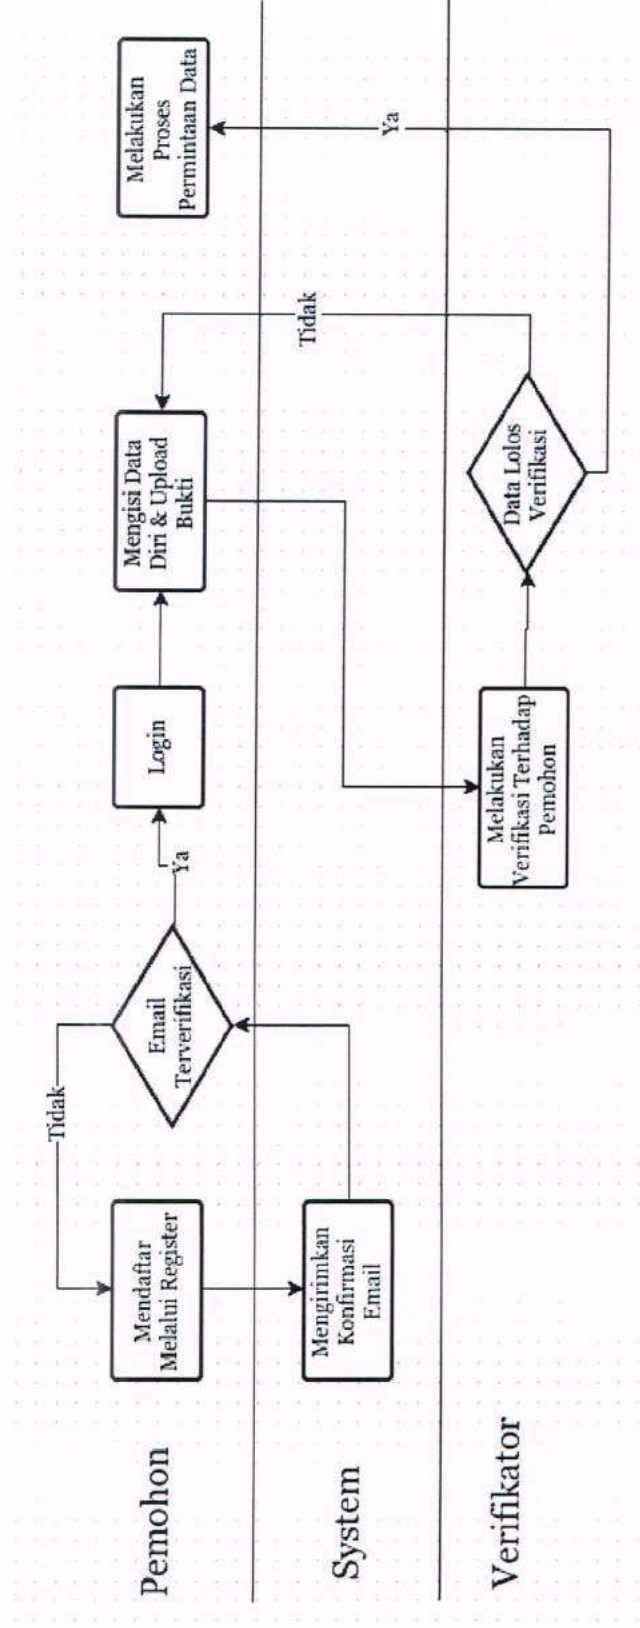 Pemohon
Mendaftar
Melalui Register
Tidak
Email
Terverifikasi
Ya
Login
Mengisi Data
Diri & Upload
Bukti
Melakukan
Proses
Permintaan Data
System
Mengirimkan
Konfirmasi
Email
Tidak
Ya
Verifikator
Melakukan
Verifikasi Terhadap
Pemohon
Data Lolos
Verifikasi